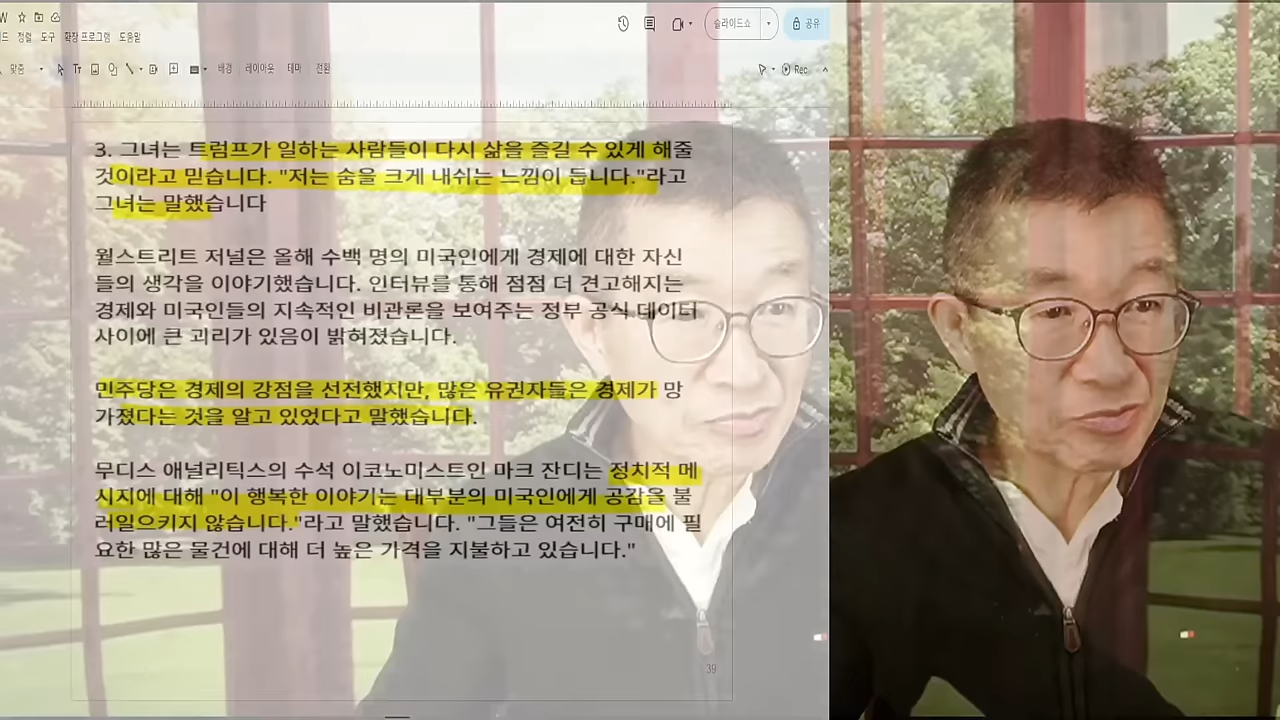 슬라이드쇼
공유
정렬 도구 확장 프로그램 도움말
맞춤 배경 레이아웃 테마 전환
Rec
3. 그녀는 트럼프가 일하는 사람들이 다시 삶을 즐길 수 있게 해줄
것이라고 믿습니다. "저는 숨을 크게 내쉬는 느낌이 듭니다."라고
그녀는 말했습니다
월스트리트 저널은 올해 수백 명의 미국인에게 경제에 대한 자신
들의 생각을 이야기했습니다. 인터뷰를 통해 점점 더 견고해지는
경제와 미국인들의 지속적인 비관론을 보여주는 정부 공식 데이터
사이에 큰 괴리가 있음이 밝혀졌습니다.
민주당은 경제의 강점을 선전했지만, 많은 유권자들은 경제가 망
가졌다는 것을 알고 있었다고 말했습니다.
무디스 애널리틱스의 수석 이코노미스트인 마크 잔디는 정치적 메
시지에 대해 "이 행복한 이야기는 대부분의 미국인에게 공감을 불
러일으키지 않습니다."라고 말했습니다. "그들은 여전히 구매에 필
요한 많은 물건에 대해 더 높은 가격을 지불하고 있습니다."
39